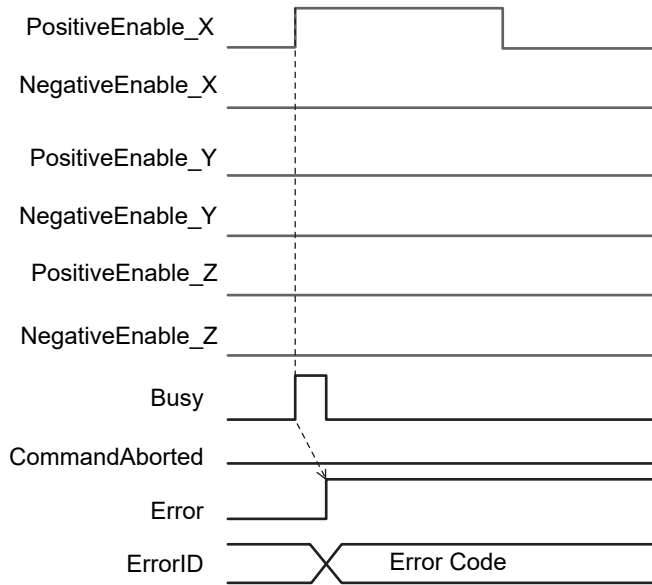 PositiveEnable_X
NegativeEnable_X
PositiveEnable_Y
NegativeEnable_Y
PositiveEnable_Z
NegativeEnable_Z
Busy
CommandAborted
Error
ErrorID
Error Code